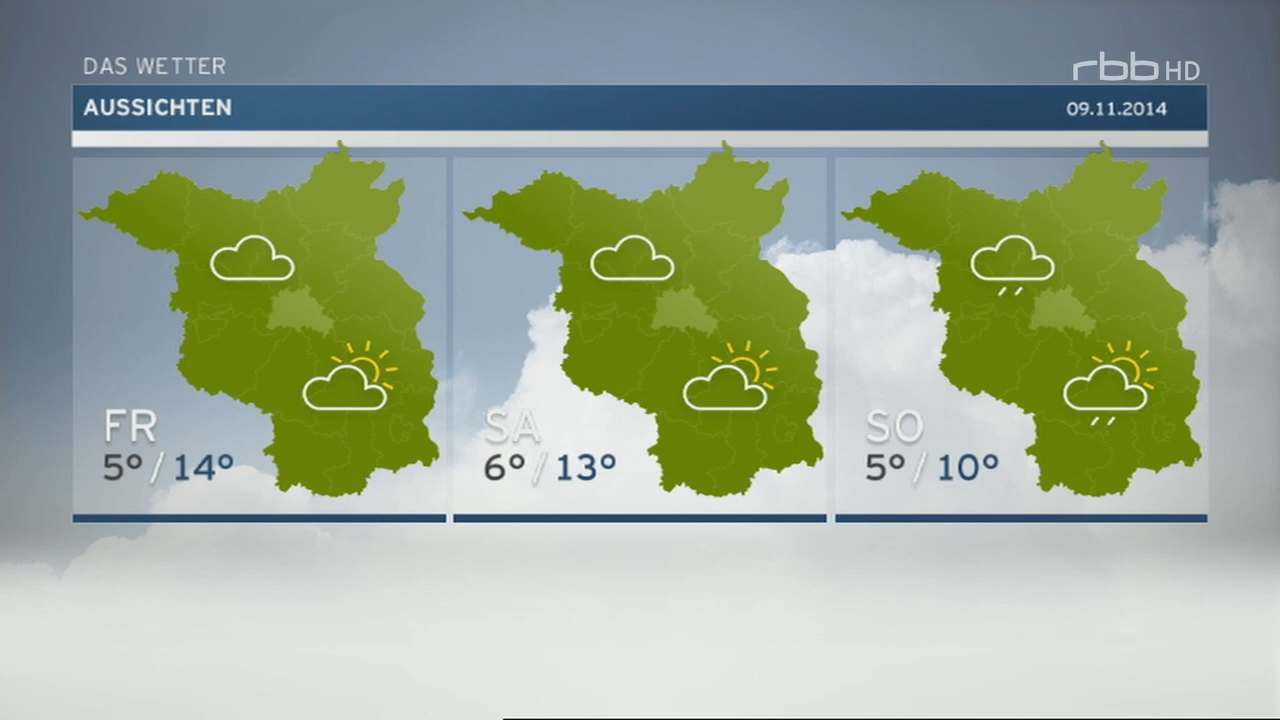 DAS WETTER
rbb HD
AUSSICHTEN
09.11.2014
FR
5° / 14°
SA
6° / 13°
SO
5° / 10°